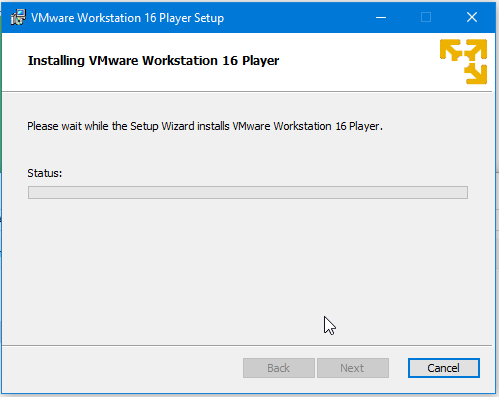 VMware Workstation 16 Player Setup
Installing VMware Workstation 16 Player
Please wait while the Setup Wizard installs VMware Workstation 16 Player.
Status:
Back Next Cancel